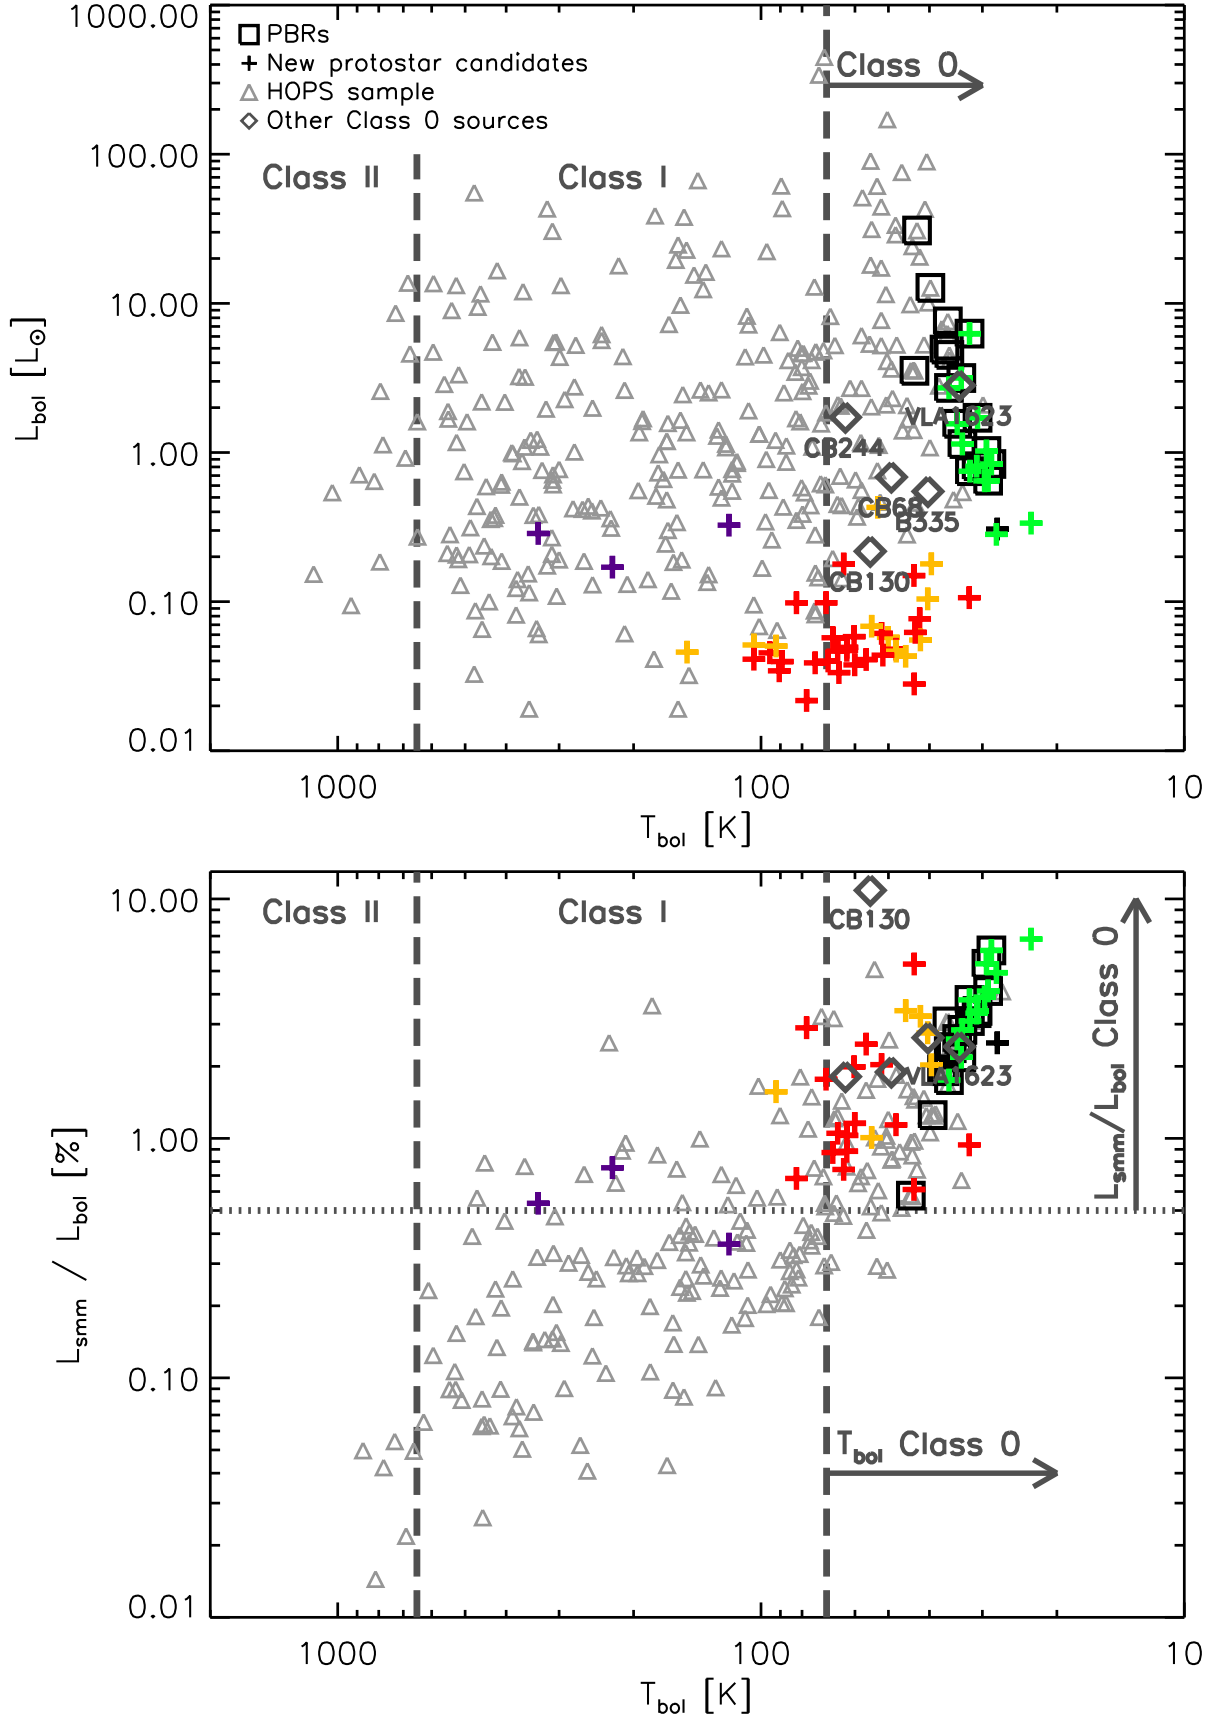 1000.00
100.00
10.00
1.00
0.10
0.01
L_bol [L⊙]
PBRs
New protostar candidates
HOPS sample
Other Class 0 sources
Class II
Class I
Class 0
VLA1623
CB244
CB68
B335
CB130
1000
100
10
T_bol [K]
10.00
1.00
0.10
0.01
L_smm / L_bol [%]
Class II
Class I
CB130
VLA1623
L_smm/L_bol Class 0
T_bol Class 0
1000
100
10
T_bol [K]